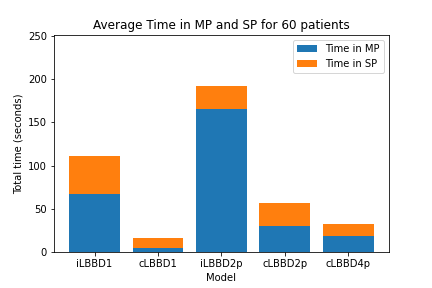 Average Time in MP and SP for 60 patients
250
200
150
100
50
0
Total time (seconds)
Time in MP
Time in SP
iLBBD1 cLBBD1 iLBBD2p cLBBD2p cLBBD4p
Model